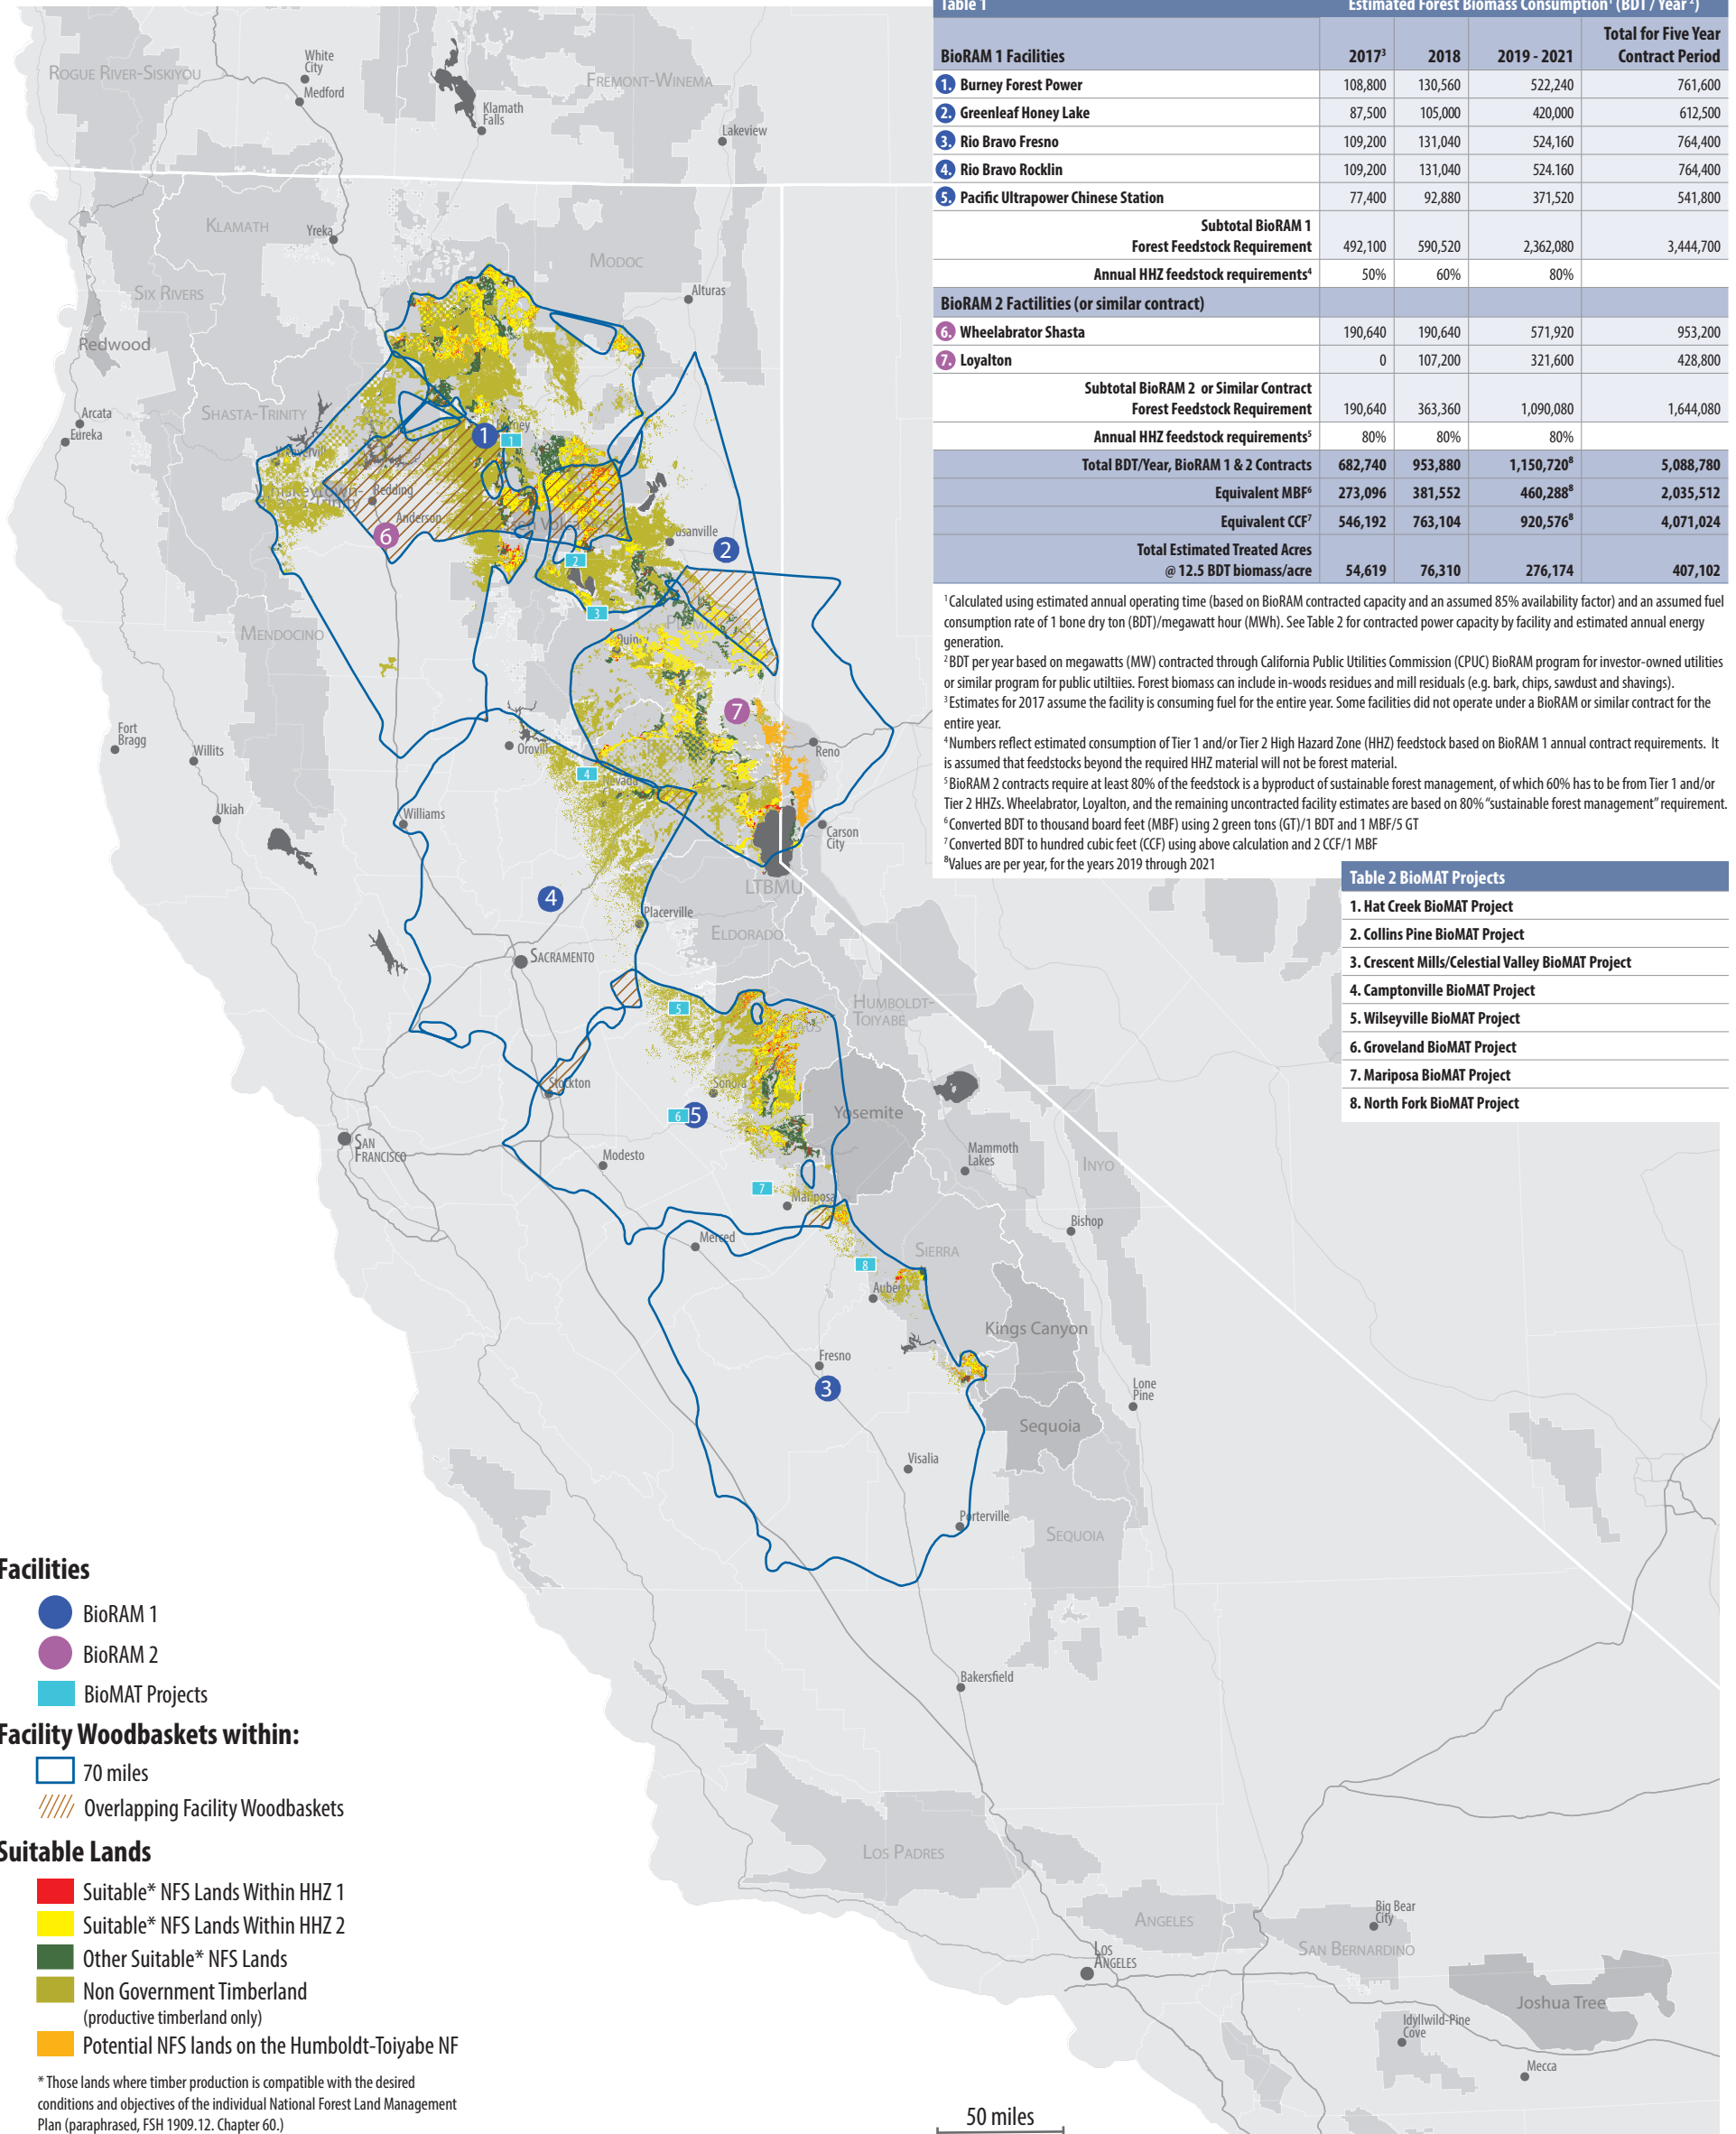 Table 1 Estimated Forest Biomass Consumption¹ (BDT / Year ²)
BioRAM 1 Facilities 2017³ 2018 2019 - 2021 Total for Five Year Contract Period
1. Burney Forest Power 108,800 130,560 522,240 761,600
2. Greenleaf Honey Lake 87,500 105,000 420,000 612,500
3. Rio Bravo Fresno 109,200 131,040 524,160 764,400
4. Rio Bravo Rocklin 109,200 131,040 524.160 764,400
5. Pacific Ultrapower Chinese Station 77,400 92,880 371,520 541,800
Subtotal BioRAM 1
Forest Feedstock Requirement 492,100 590,520 2,362,080 3,444,700
Annual HHZ feedstock requirements⁴ 50% 60% 80%
BioRAM 2 Factilities (or similar contract)
6. Wheelabrator Shasta 190,640 190,640 571,920 953,200
7. Loyalton 0 107,200 321,600 428,800
Subtotal BioRAM 2 or Similar Contract
Forest Feedstock Requirement 190,640 363,360 1,090,080 1,644,080
Annual HHZ feedstock requirements⁵ 80% 80% 80%
Total BDT/Year, BioRAM 1 & 2 Contracts 682,740 953,880 1,150,720⁸ 5,088,780
Equivalent MBF⁶ 273,096 381,552 460,288⁸ 2,035,512
Equivalent CCF⁷ 546,192 763,104 920,576⁸ 4,071,024
Total Estimated Treated Acres
@ 12.5 BDT biomass/acre 54,619 76,310 276,174 407,102
¹Calculated using estimated annual operating time (based on BioRAM contracted capacity and an assumed 85% availability factor) and an assumed fuel
consumption rate of 1 bone dry ton (BDT)/megawatt hour (MWh). See Table 2 for contracted power capacity by facility and estimated annual energy
generation.
²BDT per year based on megawatts (MW) contracted through California Public Utilities Commission (CPUC) BioRAM program for investor-owned utilities
or similar program for public utiltiies. Forest biomass can include in-woods residues and mill residuals (e.g. bark, chips, sawdust and shavings).
³Estimates for 2017 assume the facility is consuming fuel for the entire year. Some facilities did not operate under a BioRAM or similar contract for the
entire year.
⁴Numbers reflect estimated consumption of Tier 1 and/or Tier 2 High Hazard Zone (HHZ) feedstock based on BioRAM 1 annual contract requirements. It
is assumed that feedstocks beyond the required HHZ material will not be forest material.
⁵BioRAM 2 contracts require at least 80% of the feedstock is a byproduct of sustainable forest management, of which 60% has to be from Tier 1 and/or
Tier 2 HHZs. Wheelabrator, Loyalton, and the remaining uncontracted facility estimates are based on 80% "sustainable forest management" requirement.
⁶Converted BDT to thousand board feet (MBF) using 2 green tons (GT)/1 BDT and 1 MBF/5 GT
⁷Converted BDT to hundred cubic feet (CCF) using above calculation and 2 CCF/1 MBF
⁸Values are per year, for the years 2019 through 2021
Table 2 BioMAT Projects
1. Hat Creek BioMAT Project
2. Collins Pine BioMAT Project
3. Crescent Mills/Celestial Valley BioMAT Project
4. Camptonville BioMAT Project
5. Wilseyville BioMAT Project
6. Groveland BioMAT Project
7. Mariposa BioMAT Project
8. North Fork BioMAT Project
ROGUE RIVER-SISKIYOU
White
City
Medford
FREMONT-WINEMA
Klamath
Falls
Lakeview
KLAMATH
Yreka
MODOC
SIX RIVERS
Alturas
Redwood
Arcata
Eureka
SHASTA-TRINITY
1
1
Redding
Anderson
6
2
2
3
MENDOCINO
7
Fort
Bragg
Willits
Reno
4
Ukiah
Williams
Carson
City
LTBMU
4
Placerville
ELDORADO
SACRAMENTO
HUMBOLDT-
TOIYABE
5
Stockton
Sonora
6
5
Yosemite
SAN
FRANCISCO
Modesto
Mammoth
Lakes
INYO
7
Mariposa
Merced
Bishop
SIERRA
8
Auberry
Kings Canyon
Fresno
3
Lone
Pine
Sequoia
Visalia
Porterville
SEQUOIA
Bakersfield
LOS PADRES
ANGELES
Big Bear
City
SAN BERNARDINO
LOS
ANGELES
Joshua Tree
Idyllwild-Pine
Cove
Mecca
50 miles
Facilities
BioRAM 1
BioRAM 2
BioMAT Projects
Facility Woodbaskets within:
70 miles
Overlapping Facility Woodbaskets
Suitable Lands
Suitable* NFS Lands Within HHZ 1
Suitable* NFS Lands Within HHZ 2
Other Suitable* NFS Lands
Non Government Timberland
(productive timberland only)
Potential NFS lands on the Humboldt-Toiyabe NF
* Those lands where timber production is compatible with the desired
conditions and objectives of the individual National Forest Land Management
Plan (paraphrased, FSH 1909.12. Chapter 60.)